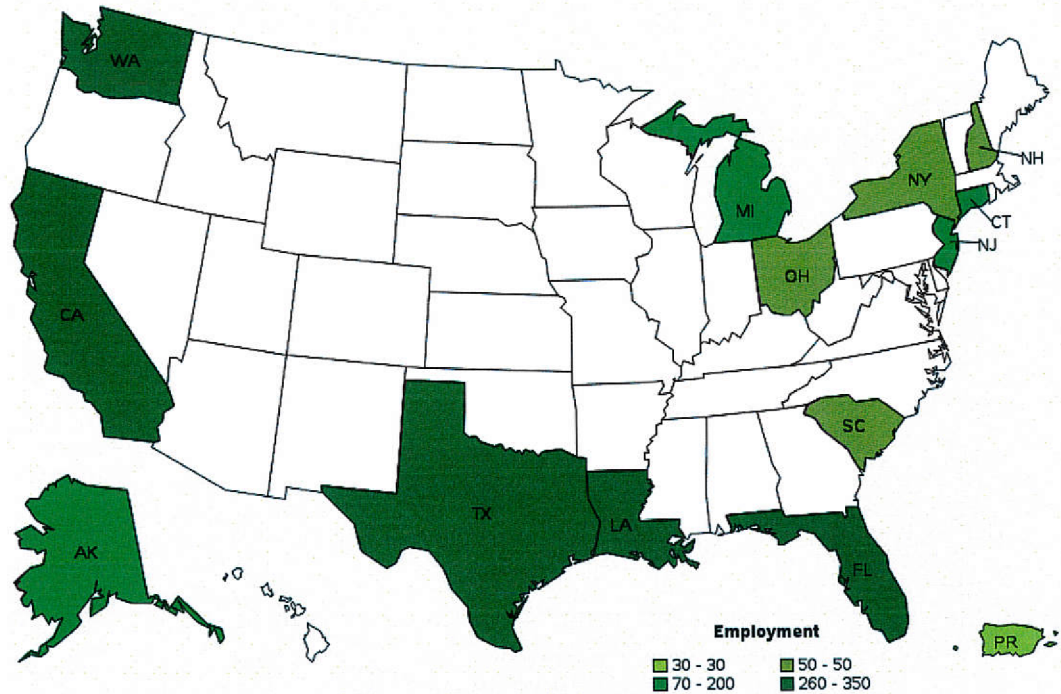 WA
NH
NY
MI
CT
NJ
OH
CA
SC
TX
LA
AK
FL
Employment
PR
30 - 30
50 - 50
70 - 200
260 - 350